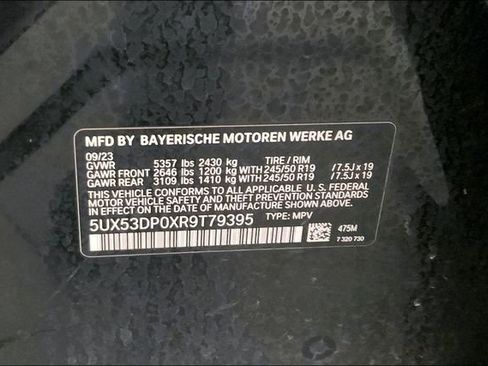 MFD BY BAYERISCHE MOTOREN WERKE AG
09/23 TIRE / RIM
GVWR 5357 lbs 2430 kg
GAWR FRONT 2646 lbs 1200 kg WITH 245/50 R19 /7.5J x 19
GAWR REAR 3109 lbs 1410 kg WITH 245/50 R19 /7.5J x 19
THIS VEHICLE CONFORMS TO ALL APPLICABLE U.S. FEDERAL
MOTOR VEHICLE SAFETY AND THEFT PREVENTION STANDARDS
IN EFFECT ON THE DATE OF MANUFACTURE SHOWN ABOVE.
5UX53DP0XR9T79395 TYPE: MPV
475M
7 320 730